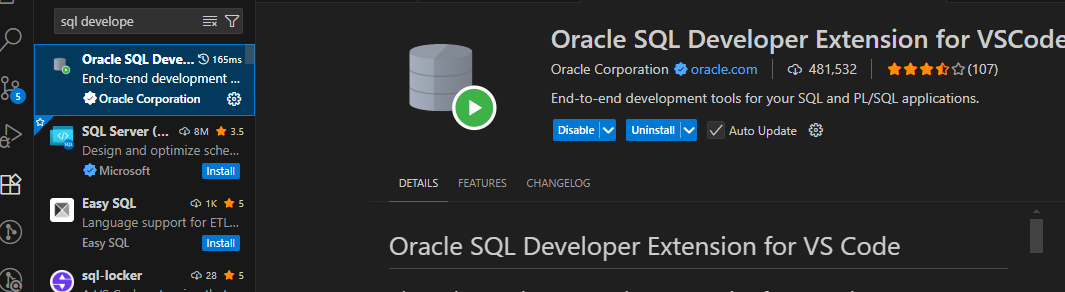 sql develope
Oracle SQL Deve... 165ms
End-to-end development ...
Oracle Corporation
5
SQL Server (... 8M 3.5
Design and optimize sche...
Microsoft Install
Easy SQL 1K 5
Language support for ETL...
Easy SQL Install
sql-locker 28 5
Oracle SQL Developer Extension for VSCode
Oracle Corporation oracle.com 481,532 (107)
End-to-end development tools for your SQL and PL/SQL applications.
Disable Uninstall Auto Update
DETAILS FEATURES CHANGELOG
Oracle SQL Developer Extension for VS Code